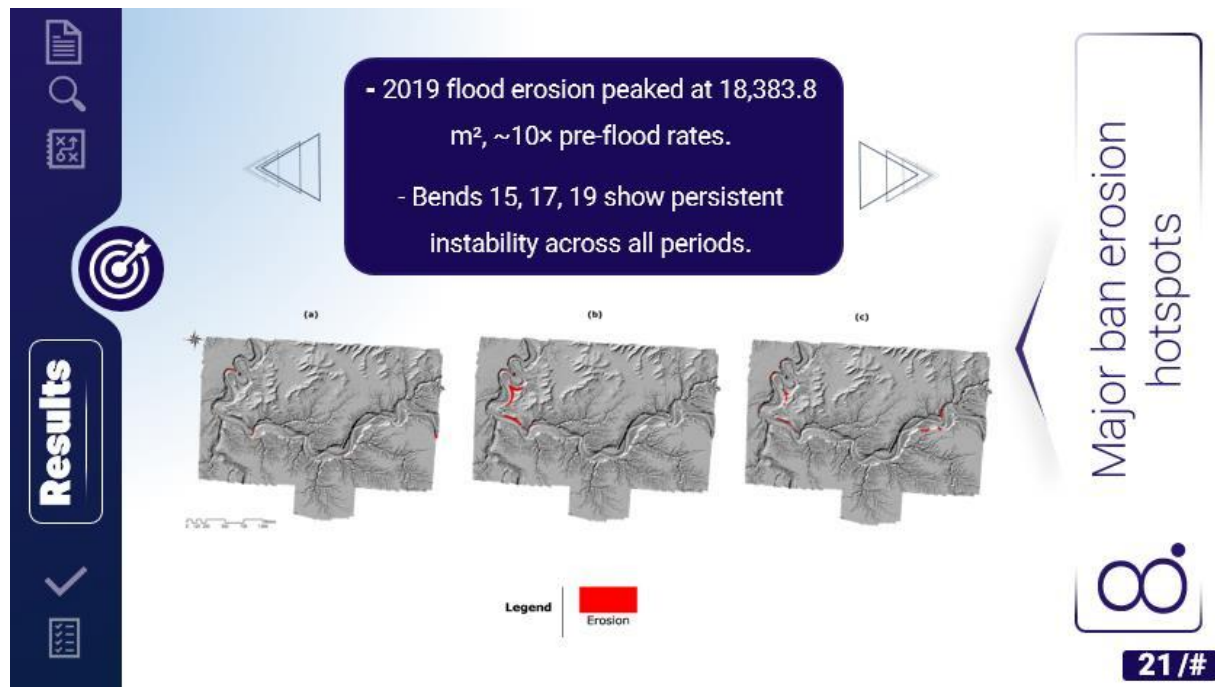 - 2019 flood erosion peaked at 18,383.8
m², ~10× pre-flood rates.
- Bends 15, 17, 19 show persistent
instability across all periods.
(a)
(b)
(c)
Results
Legend
Erosion
Major ban erosion
hotspots
8.
21/#